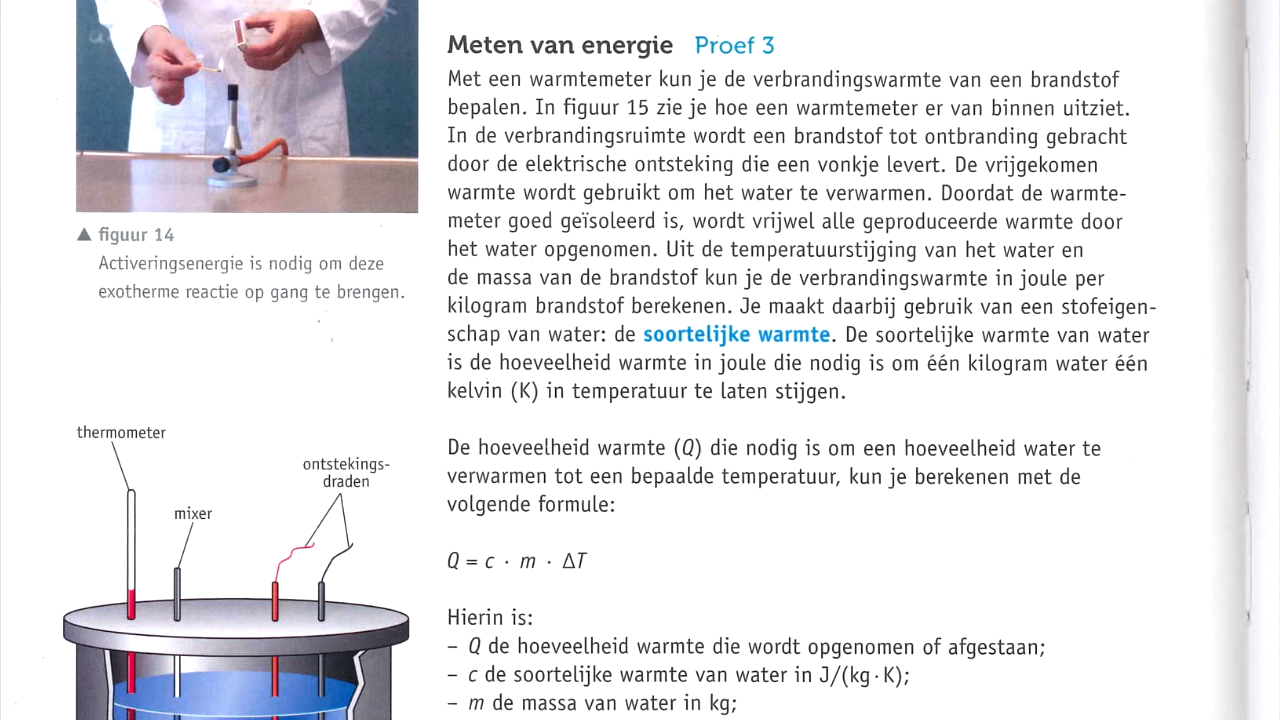 Meten van energie Proef 3
Met een warmtemeter kun je de verbrandingswarmte van een brandstof
bepalen. In figuur 15 zie je hoe een warmtemeter er van binnen uitziet.
In de verbrandingsruimte wordt een brandstof tot ontbranding gebracht
door de elektrische ontsteking die een vonkje levert. De vrijgekomen
warmte wordt gebruikt om het water te verwarmen. Doordat de warmte-
meter goed geïsoleerd is, wordt vrijwel alle geproduceerde warmte door
het water opgenomen. Uit de temperatuurstijging van het water en
de massa van de brandstof kun je de verbrandingswarmte in joule per
kilogram brandstof berekenen. Je maakt daarbij gebruik van een stofeigen-
schap van water: de soortelijke warmte. De soortelijke warmte van water
is de hoeveelheid warmte in joule die nodig is om één kilogram water één
kelvin (K) in temperatuur te laten stijgen.
De hoeveelheid warmte (Q) die nodig is om een hoeveelheid water te
verwarmen tot een bepaalde temperatuur, kun je berekenen met de
volgende formule:
Q = c · m · ΔT
Hierin is:
– Q de hoeveelheid warmte die wordt opgenomen of afgestaan;
– c de soortelijke warmte van water in J/(kg·K);
– m de massa van water in kg;
▲ figuur 14
Activeringsenergie is nodig om deze
exotherme reactie op gang te brengen.
thermometer
ontstekings-
draden
mixer